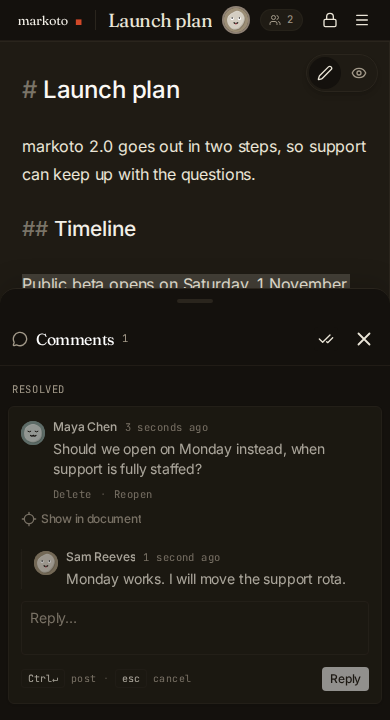 markoto
Launch plan
2
# Launch plan
markoto 2.0 goes out in two steps, so support
can keep up with the questions.
## Timeline
Public beta opens on Saturday, 1 November.
Comments 1
RESOLVED
Maya Chen 3 seconds ago
Should we open on Monday instead, when
support is fully staffed?
Delete · Reopen
Show in document
Sam Reeves 1 second ago
Monday works. I will move the support rota.
Reply...
Ctrl↵ post · esc cancel
Reply